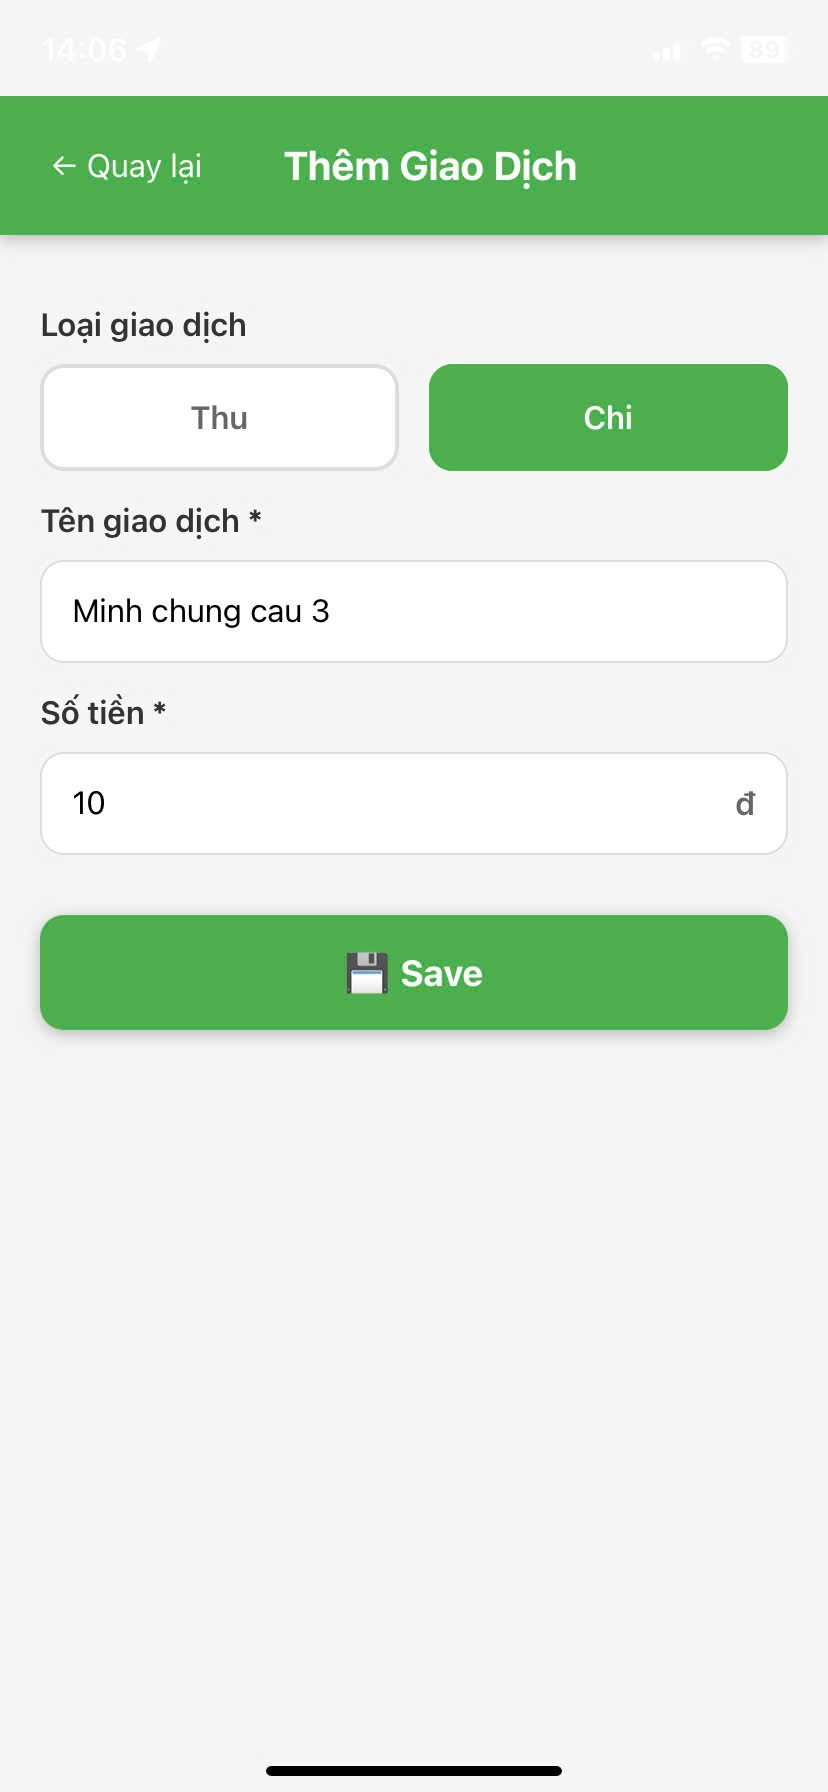 14:06
89
← Quay lại
Thêm Giao Dịch
Loại giao dịch
Thu
Chi
Tên giao dịch *
Minh chung cau 3
Số tiền *
10
đ
💾 Save